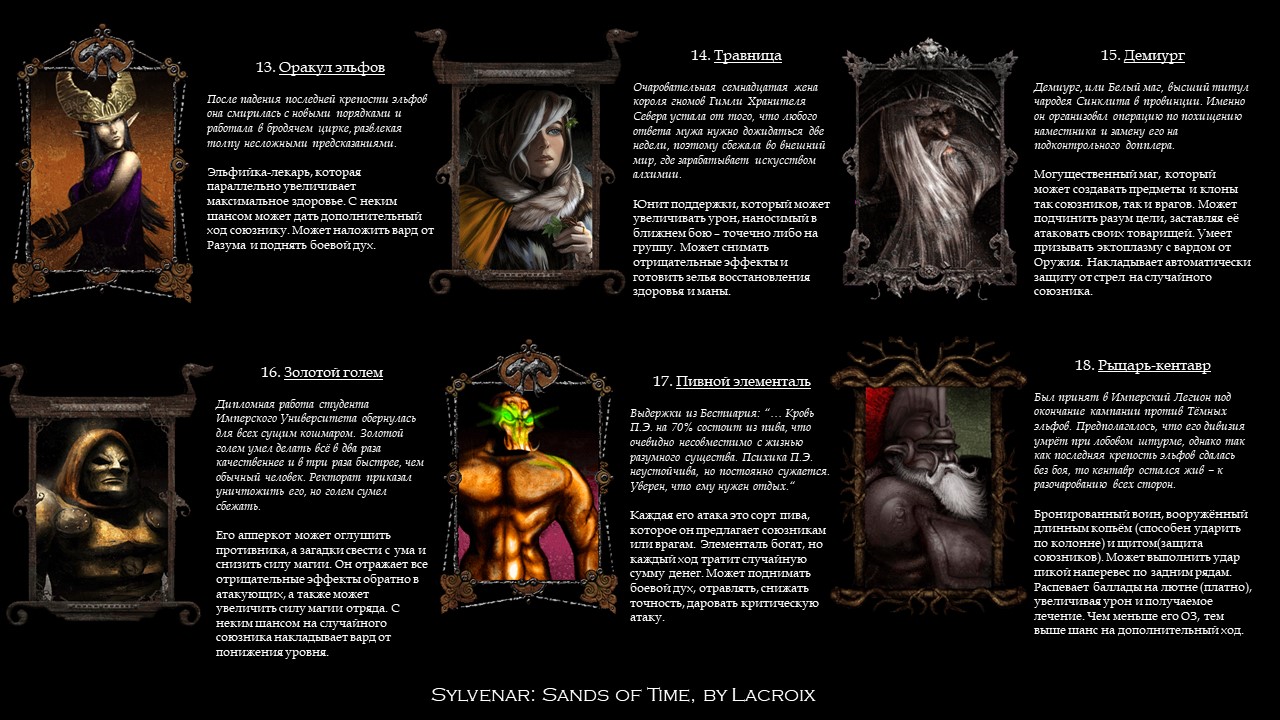 13. Оракул эльфов
После падения последней крепости эльфов
она смирилась с новыми порядками и
работала в бродячем цирке, развлекая
толпу несложными предсказаниями.
Эльфийка-лекарь, которая
параллельно увеличивает
максимальное здоровье. С неким
шансом может дать дополнительный
ход союзнику. Может наложить вард от
Разума и поднять боевой дух.
14. Травница
Очаровательная семнадцатая жена
короля гномов Гимли Хранителя
Севера устала от того, что любого
ответа мужа нужно дожидаться две
недели, поэтому сбежала во внешний
мир, где зарабатывает искусством
алхимии.
Юнит поддержки, который может
увеличивать урон, наносимый в
ближнем бою – точечно либо на
группу. Может снимать
отрицательные эффекты и
готовить зелья восстановления
здоровья и маны.
15. Демиург
Демиург, или Белый маг, высший титул
чародея Синклита в провинции. Именно
он организовал операцию по похищению
наместника и замену его на
подконтрольного допплера.
Могущественный маг, который
может создавать предметы и клоны
так союзников, так и врагов. Может
подчинить разум цели, заставляя её
атаковать своих товарищей. Умеет
призывать эктоплазму с вардом от
Оружия. Накладывает автоматически
защиту от стрел на случайного
союзника.
16. Золотой голем
Дипломная работа студента
Имперского Университета обернулась
для всех сущим кошмаром. Золотой
голем умел делать всё в два раза
качественнее и в три раза быстрее, чем
обычный человек. Ректорат приказал
уничтожить его, но голем сумел
сбежать.
Его апперкот может оглушить
противника, а загадки свести с ума и
снизить силу магии. Он отражает все
отрицательные эффекты обратно в
атакующих, а также может
увеличить силу магии отряда. С
неким шансом на случайного
союзника накладывает вард от
понижения уровня.
17. Пивной элементаль
Выдержки из Бестиария: “… Кровь
П.Э. на 70% состоит из пива, что
очевидно несовместимо с жизнью
разумного существа. Психика П.Э.
неустойчива, но постоянно сужается.
Уверен, что ему нужен отдых.“
Каждая его атака это сорт пива,
которое он предлагает союзникам
или врагам. Элементаль богат, но
каждый ход тратит случайную
сумму денег. Может поднимать
боевой дух, отравлять, снижать
точность, даровать критическую
атаку.
18. Рыцарь-кентавр
Был принят в Имперский Легион под
окончание кампании против Тёмных
эльфов. Предполагалось, что его дивизия
умрёт при лобовом штурме, однако так
как последняя крепость эльфов сдалась
без боя, то кентавр остался жив – к
разочарованию всех сторон.
Бронированный воин, вооружённый
длинным копьём (способен ударить
по колонне) и щитом(защита
союзников). Может выполнить удар
пикой наперевес по задним рядам.
Распевает баллады на лютне (платно),
увеличивая урон и получаемое
лечение. Чем меньше его ОЗ, тем
выше шанс на дополнительный ход.
Sylvenar: Sands of Time, by Lacroix